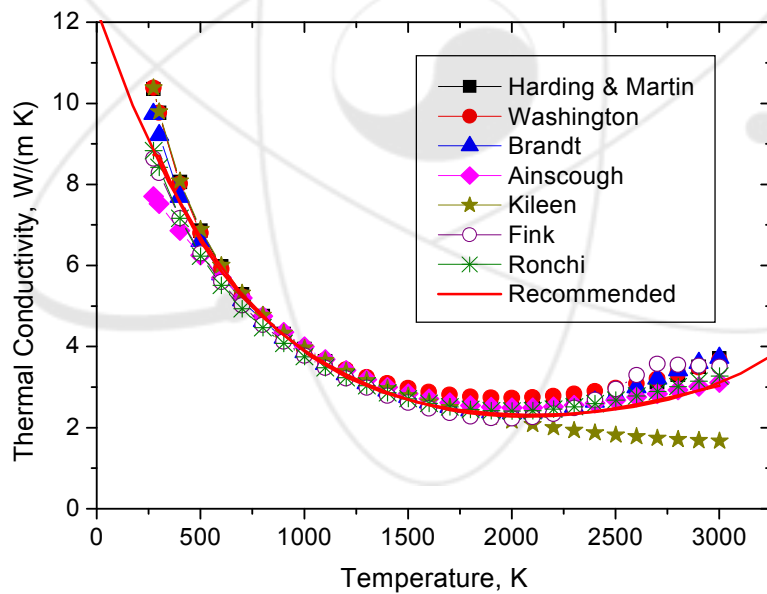 12
10
8
6
4
2
0
Thermal Conductivity, W/(m K)
Harding & Martin
Washington
Brandt
Ainscough
Kileen
Fink
Ronchi
Recommended
0 500 1000 1500 2000 2500 3000
Temperature, K